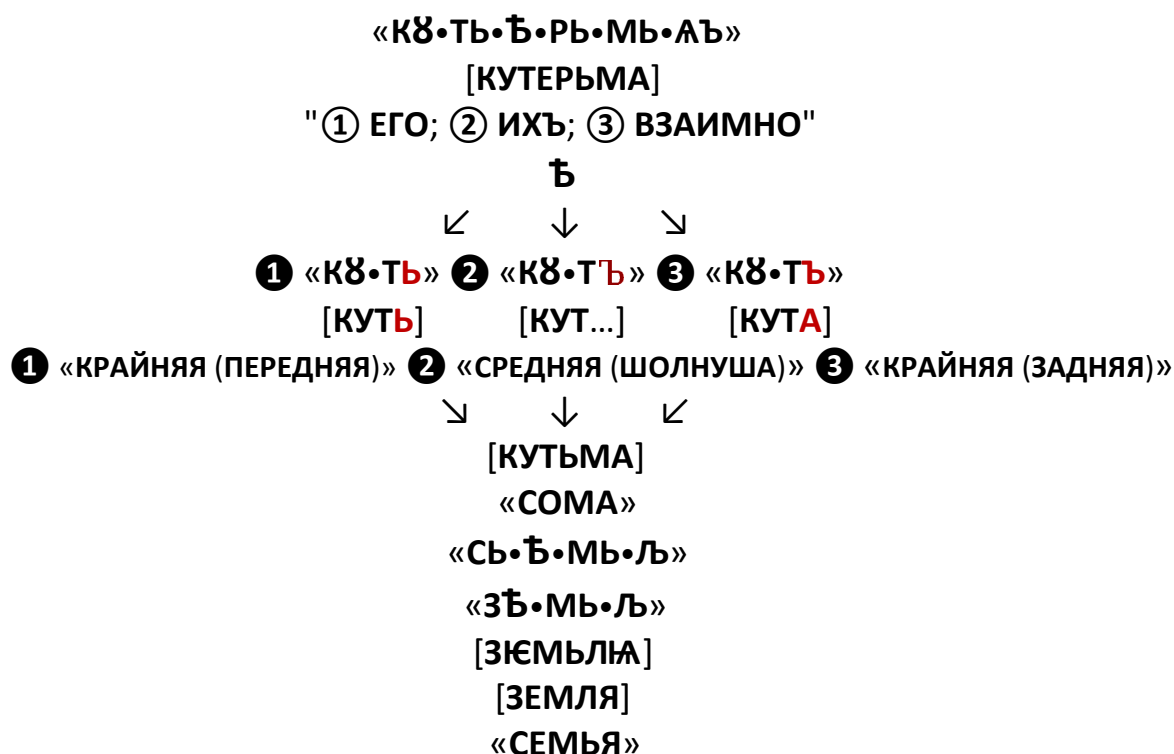 «КȢ•ТЬ•Ѣ•РЬ•МЬ•ѦЪ»
[КУТЕРЬМА]
"① ЕГО; ② ИХЪ; ③ ВЗАИМНО"
Ѣ
↙ ↓ ↘
❶ «КȢ•ТЬ» ❷ «КȢ•ТЪ» ❸ «КȢ•ТЪ»
[КУТЬ] [КУТ...] [КУТА]
❶ «КРАЙНЯЯ (ПЕРЕДНЯЯ)» ❷ «СРЕДНЯЯ (ШОЛНУША)» ❸ «КРАЙНЯЯ (ЗАДНЯЯ)»
↘ ↓ ↙
[КУТЬМА]
«СОМА»
«СЬ•Ѣ•МЬ•Љ»
«ЗѢ•МЬ•Љ»
[ЗѤМЬЛѨ]
[ЗЕМЛЯ]
«СЕМЬЯ»